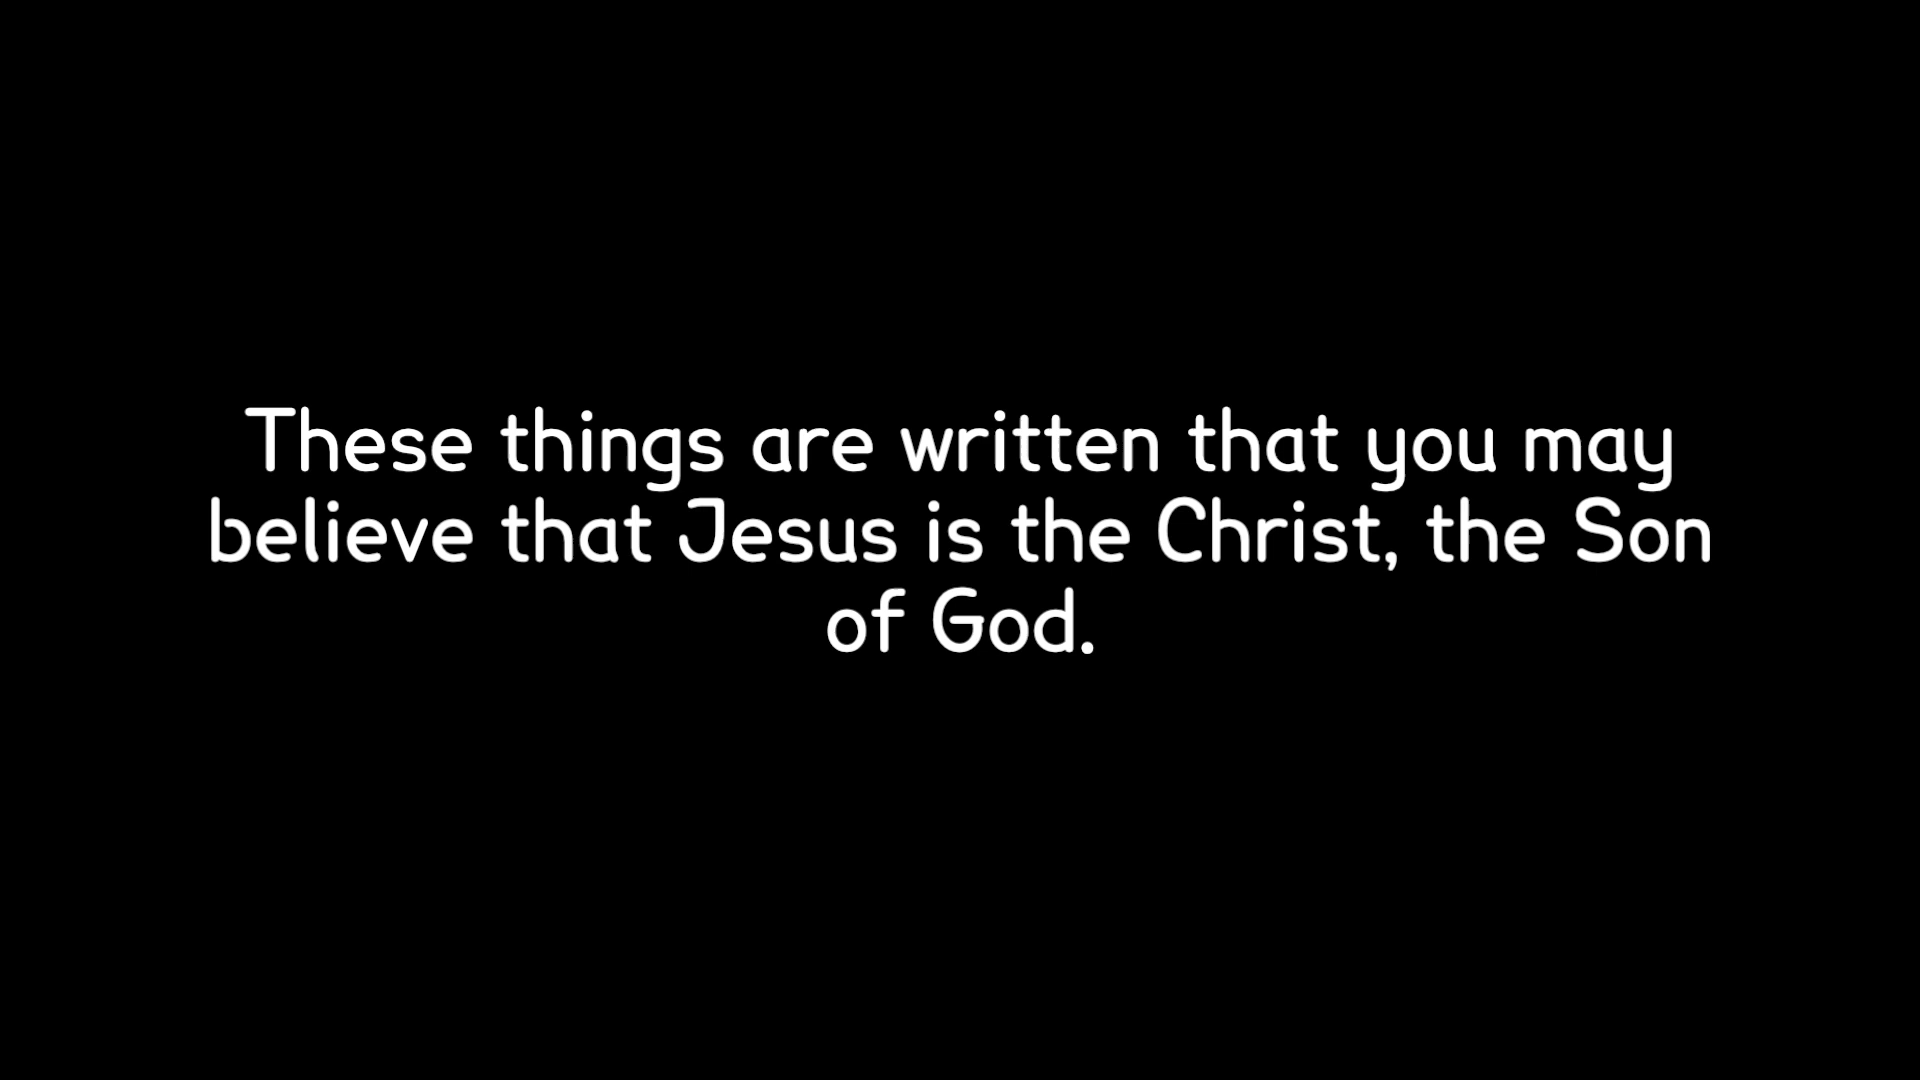 These things are written that you may
believe that Jesus is the Christ, the Son
of God.